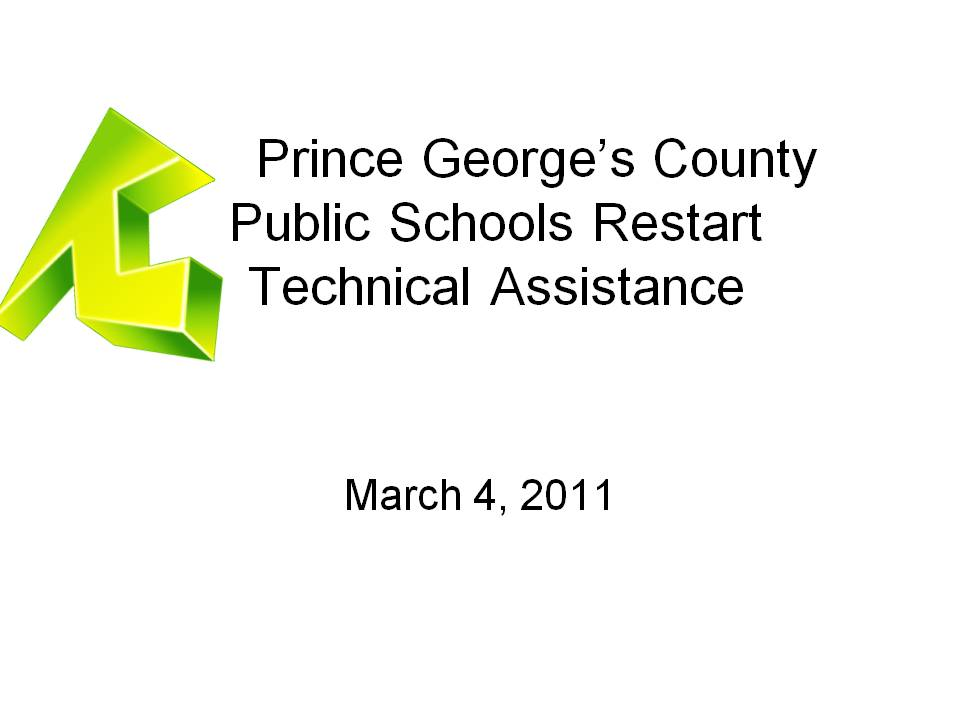 Prince George’s County
Public Schools Restart
Technical Assistance
March 4, 2011